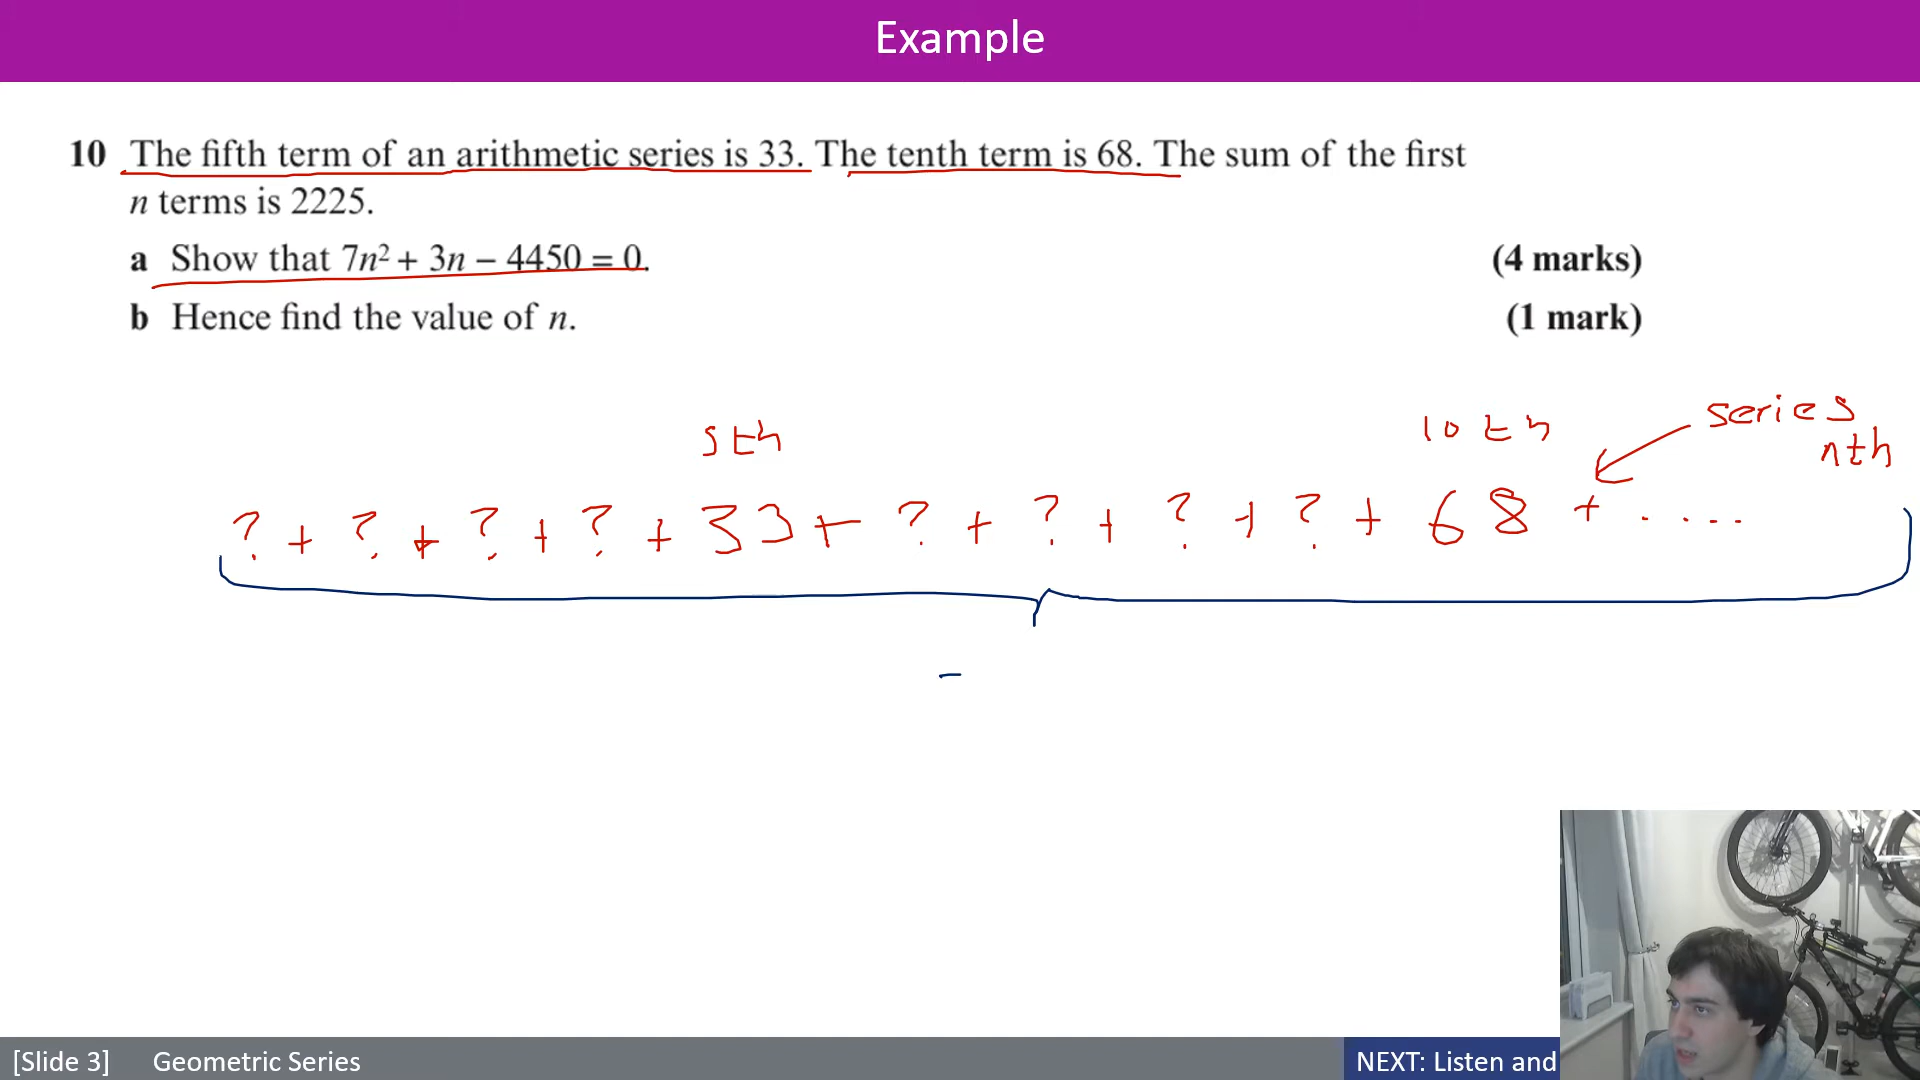 Example
10 The fifth term of an arithmetic series is 33. The tenth term is 68. The sum of the first
n terms is 2225.
a Show that 7n² + 3n − 4450 = 0. (4 marks)
b Hence find the value of n. (1 mark)
5th 10th series
nth
? + ? + ? + ? + 33 + ? + ? + ? + ? + 68 + .....
[Slide 3] Geometric Series NEXT: Listen and